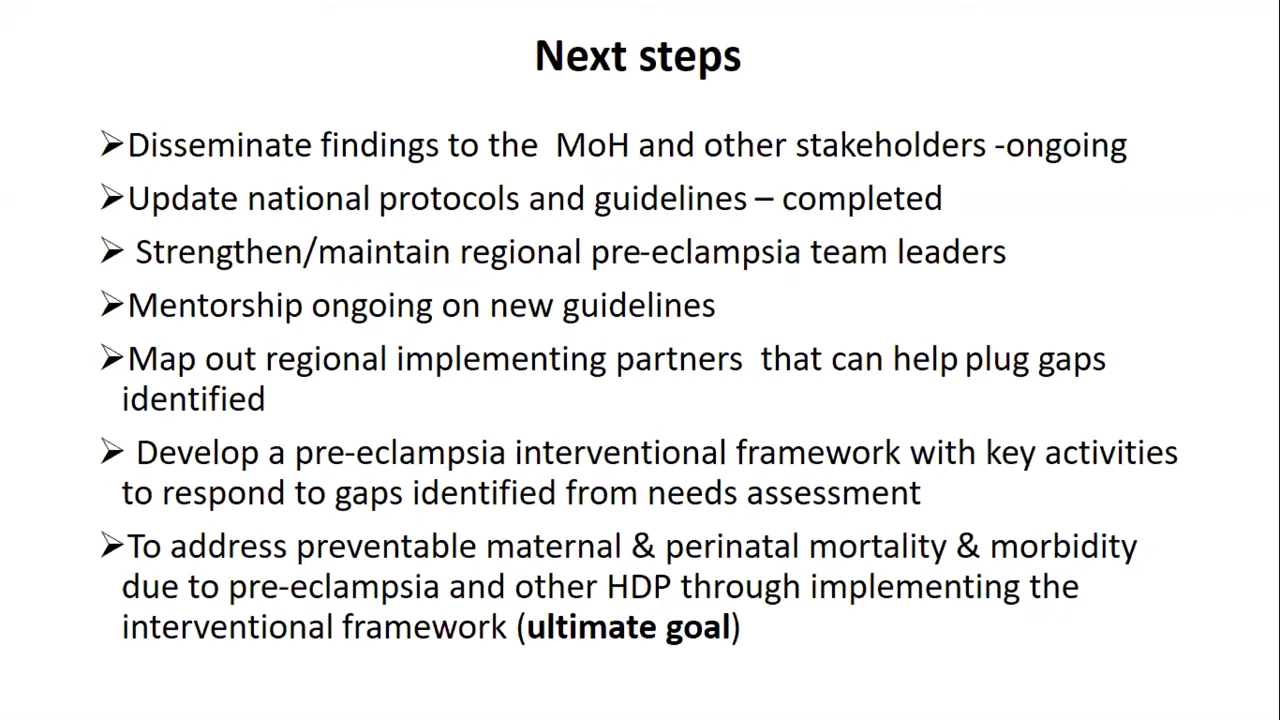 Next steps
➢Disseminate findings to the  MoH and other stakeholders -ongoing
➢Update national protocols and guidelines – completed
➢ Strengthen/maintain regional pre-eclampsia team leaders
➢Mentorship ongoing on new guidelines
➢Map out regional implementing partners  that can help plug gaps
identified
➢ Develop a pre-eclampsia interventional framework with key activities
to respond to gaps identified from needs assessment
➢To address preventable maternal & perinatal mortality & morbidity
due to pre-eclampsia and other HDP through implementing the
interventional framework (ultimate goal)